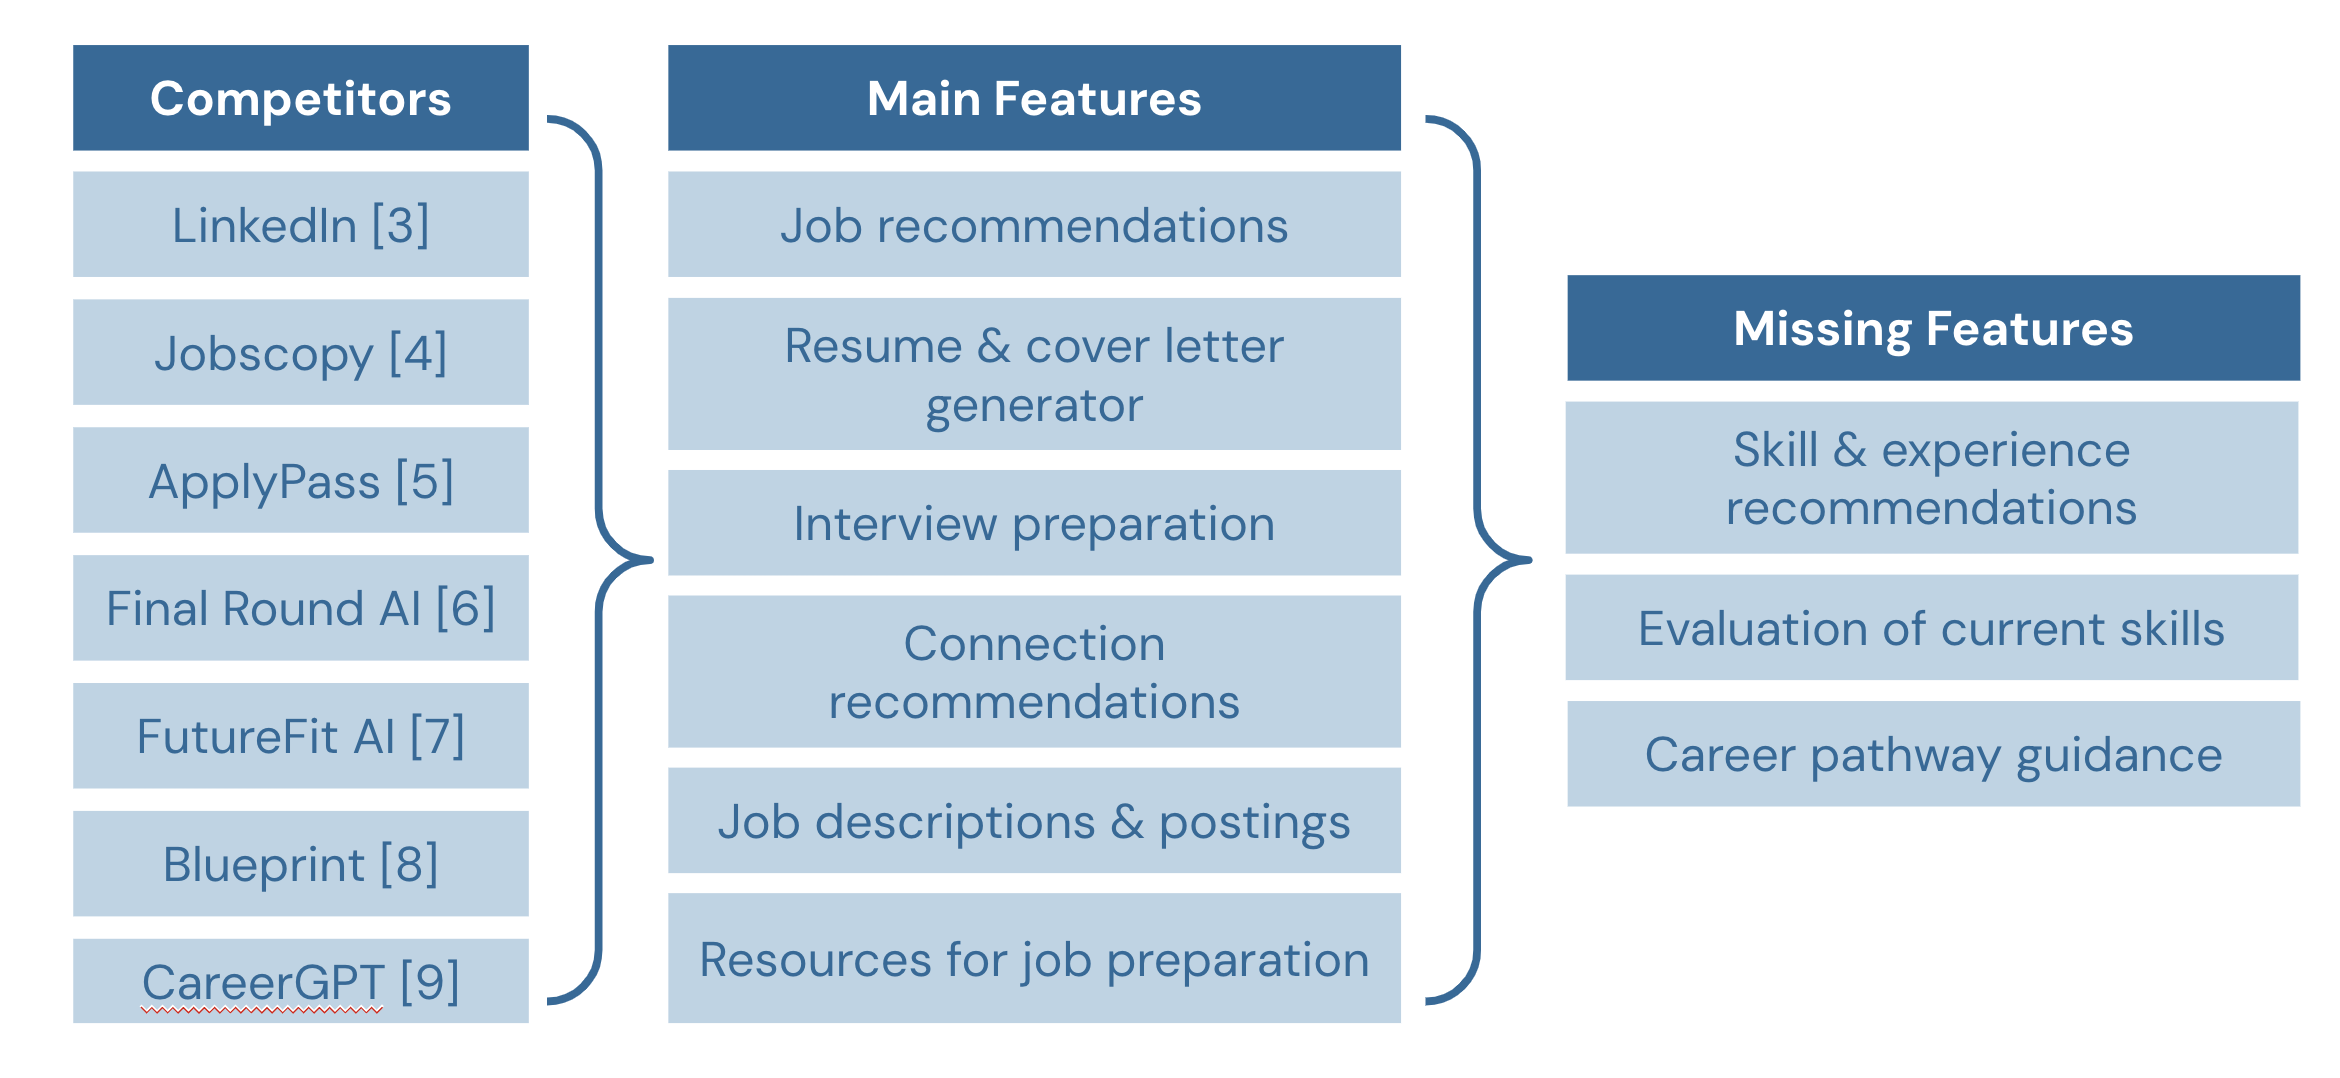 Competitors
LinkedIn [3]
Jobscopy [4]
ApplyPass [5]
Final Round AI [6]
FutureFit AI [7]
Blueprint [8]
CareerGPT [9]
Main Features
Job recommendations
Resume & cover letter
generator
Interview preparation
Connection
recommendations
Job descriptions & postings
Resources for job preparation
Missing Features
Skill & experience
recommendations
Evaluation of current skills
Career pathway guidance